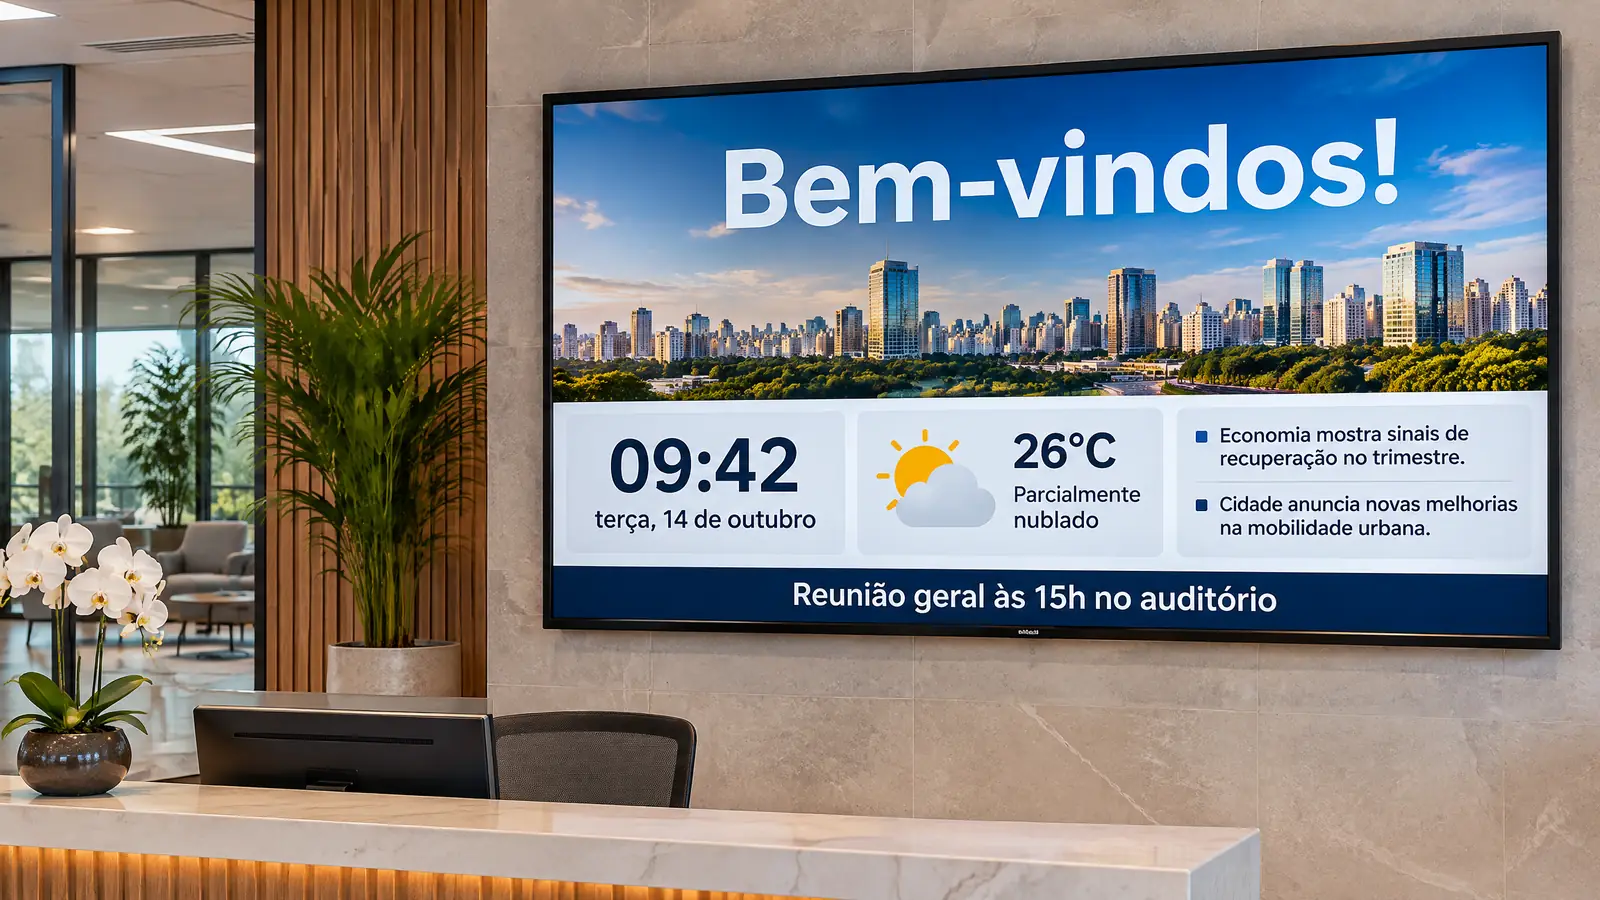 Bem-vindos!
09:42
terça, 14 de outubro
26°C
Parcialmente
nublado
Economia mostra sinais de
recuperação no trimestre.
Cidade anuncia novas melhorias
na mobilidade urbana.
Reunião geral às 15h no auditório